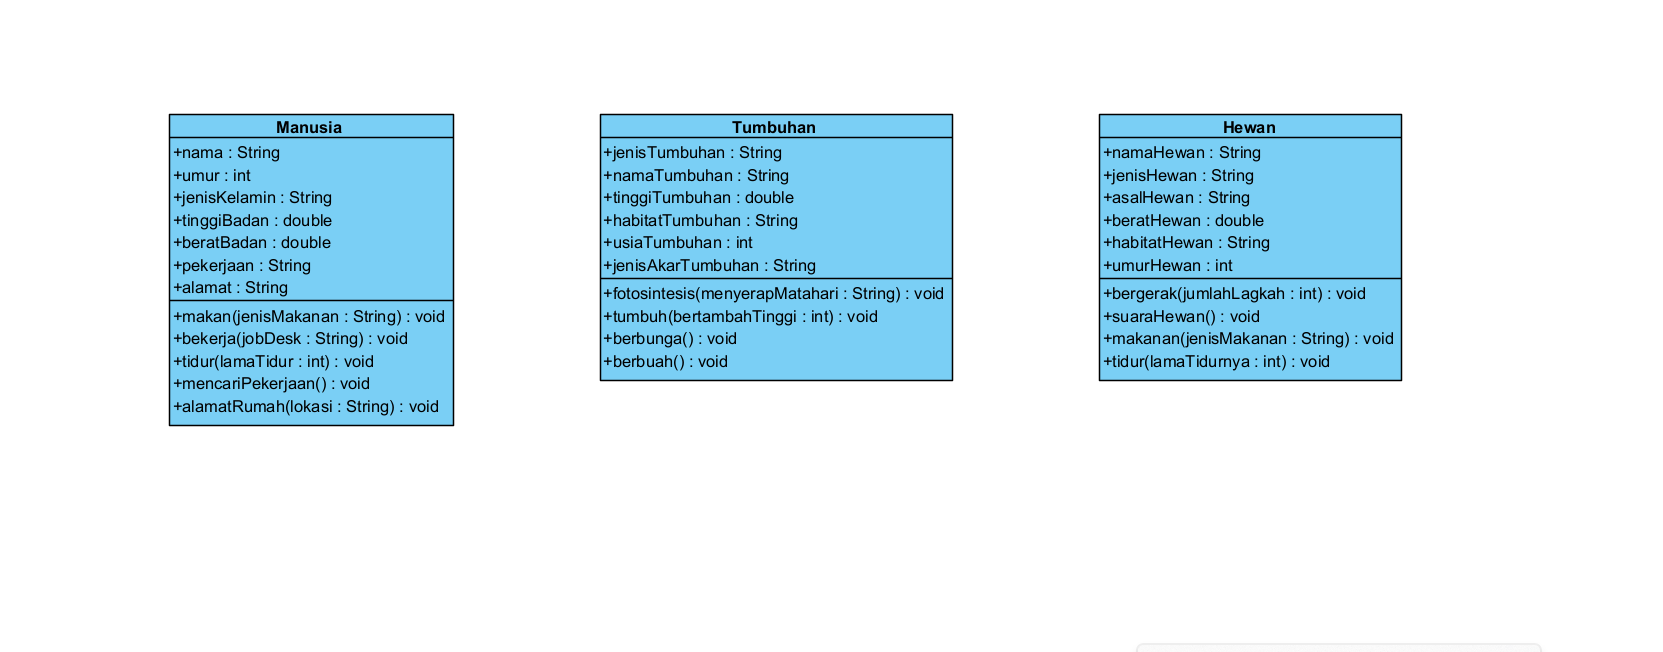 Manusia
+nama : String
+umur : int
+jenisKelamin : String
+tinggiBadan : double
+beratBadan : double
+pekerjaan : String
+alamat : String
+makan(jenisMakanan : String) : void
+bekerja(jobDesk : String) : void
+tidur(lamaTidur : int) : void
+mencariPekerjaan() : void
+alamatRumah(lokasi : String) : void
Tumbuhan
+jenisTumbuhan : String
+namaTumbuhan : String
+tinggiTumbuhan : double
+habitatTumbuhan : String
+usiaTumbuhan : int
+jenisAkarTumbuhan : String
+fotosintesis(menyerapMatahari : String) : void
+tumbuh(bertambahTinggi : int) : void
+berbunga() : void
+berbuah() : void
Hewan
+namaHewan : String
+jenisHewan : String
+asalHewan : String
+beratHewan : double
+habitatHewan : String
+umurHewan : int
+bergerak(jumlahLagkah : int) : void
+suaraHewan() : void
+makanan(jenisMakanan : String) : void
+tidur(lamaTidurnya : int) : void